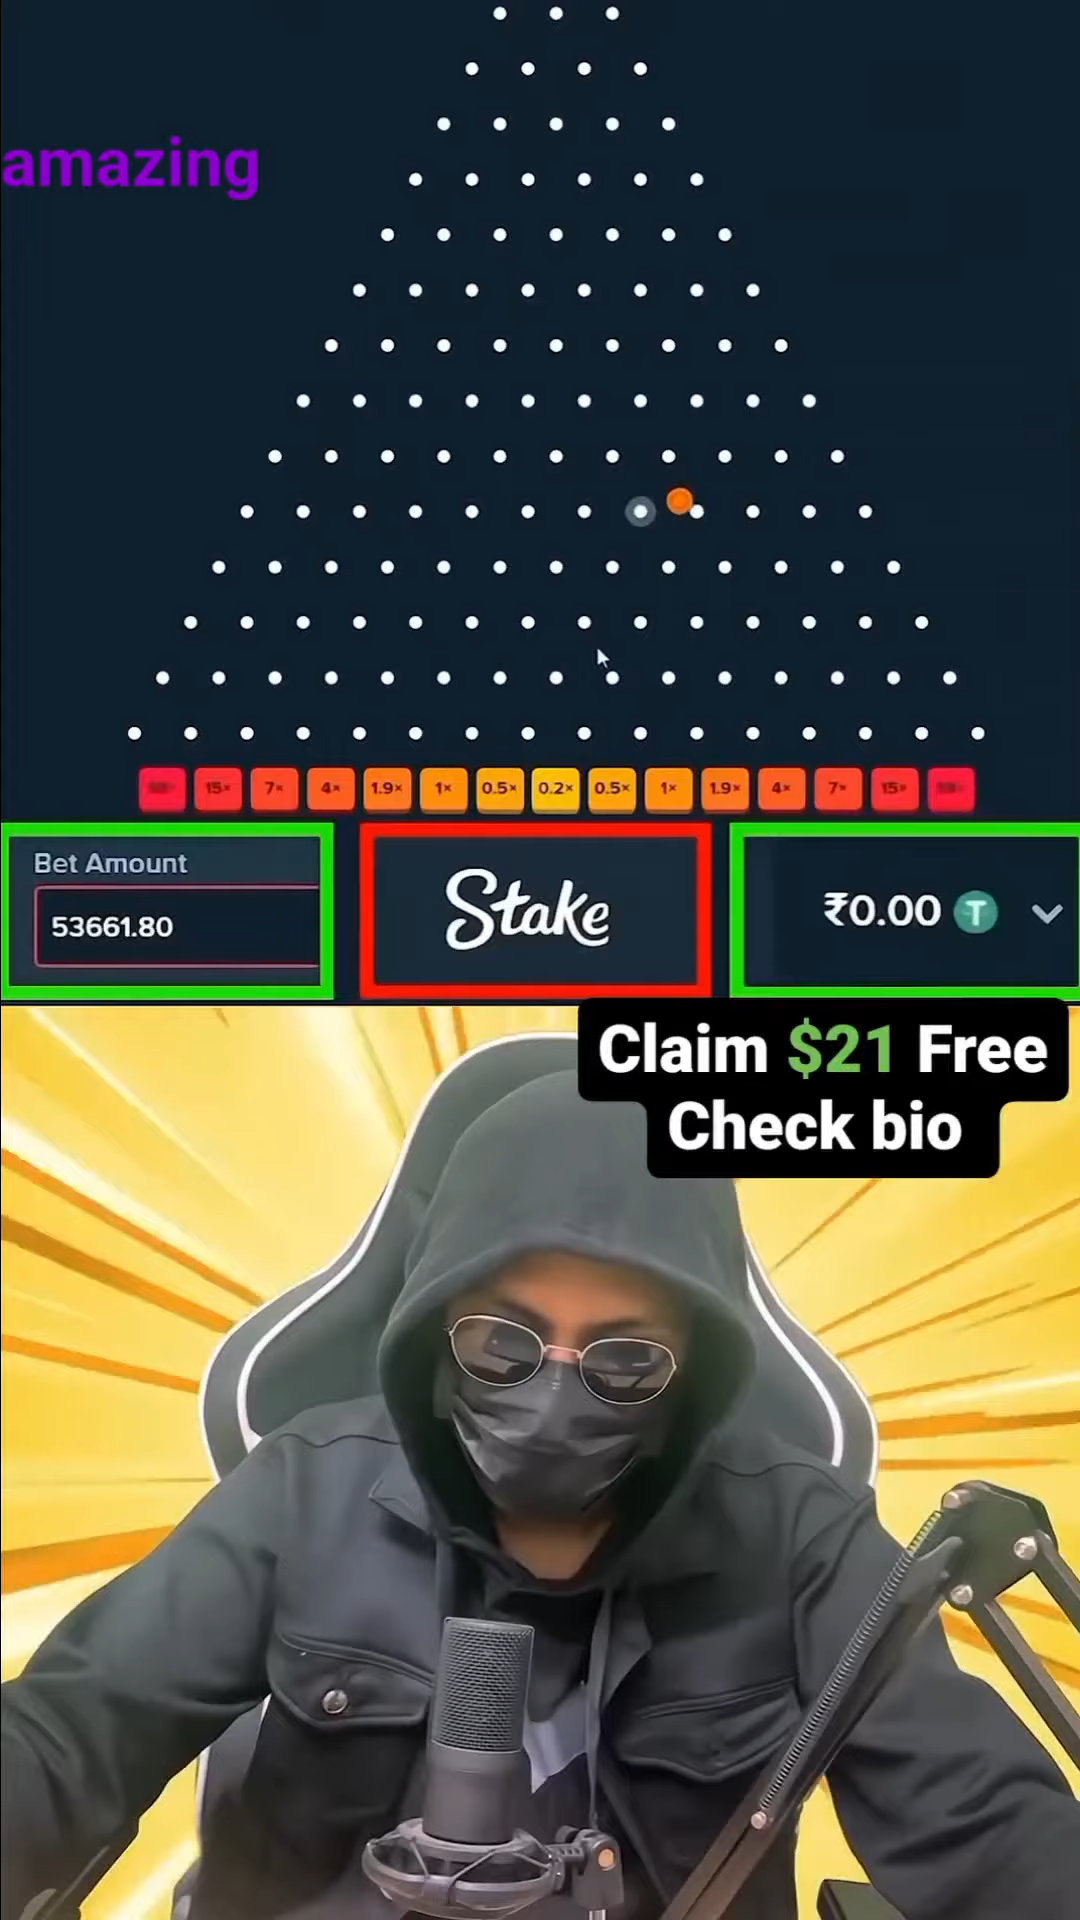 amazing
15× 7× 4× 1.9× 1× 0.5× 0.2× 0.5× 1× 1.9× 4× 7× 15×
Bet Amount
53661.80
Stake
₹0.00
Claim $21 Free
Check bio